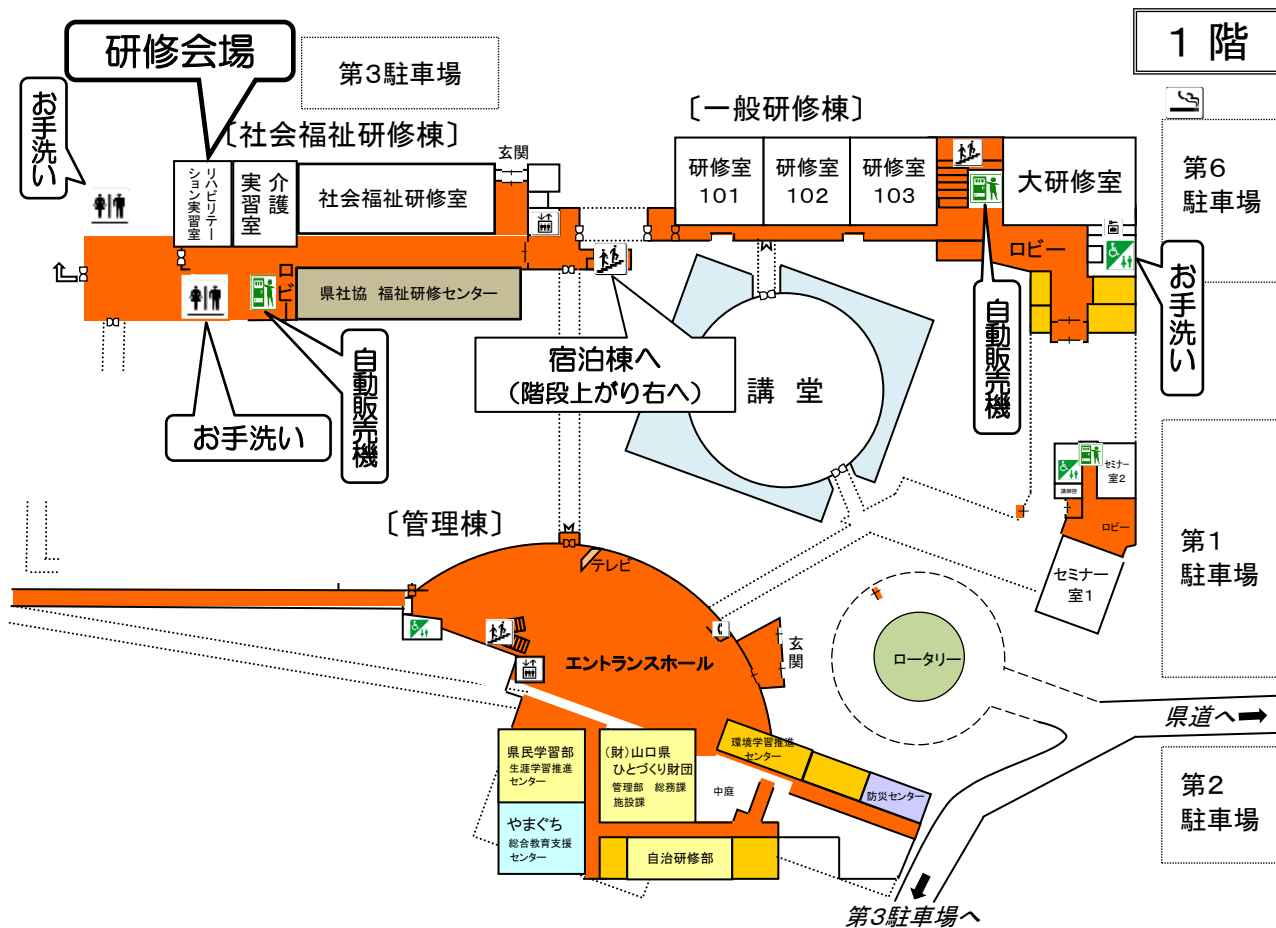 1 階
研修会場
第3駐車場
お手洗い
〔社会福祉研修棟〕
〔一般研修棟〕
玄関
リハビリテー
ション実習室
介護
実習室
社会福祉研修室
研修室
101
研修室
102
研修室
103
大研修室
第6
駐車場
ロビー
ロビー
県社協 福祉研修センター
お手洗い
自動販売機
宿泊棟へ
(階段上がり右へ)
講 堂
自動販売機
お手洗い
セミナー
室2
講師控
ロビー
セミナー
室1
第1
駐車場
〔管理棟〕
テレビ
エントランスホール
玄関
ロータリー
県道へ
県民学習部
生涯学習推進
センター
(財)山口県
ひとづくり財団
管理部 総務課
施設課
環境学習推進
センター
防災センター
中庭
第2
駐車場
やまぐち
総合教育支援
センター
自治研修部
第3駐車場へ